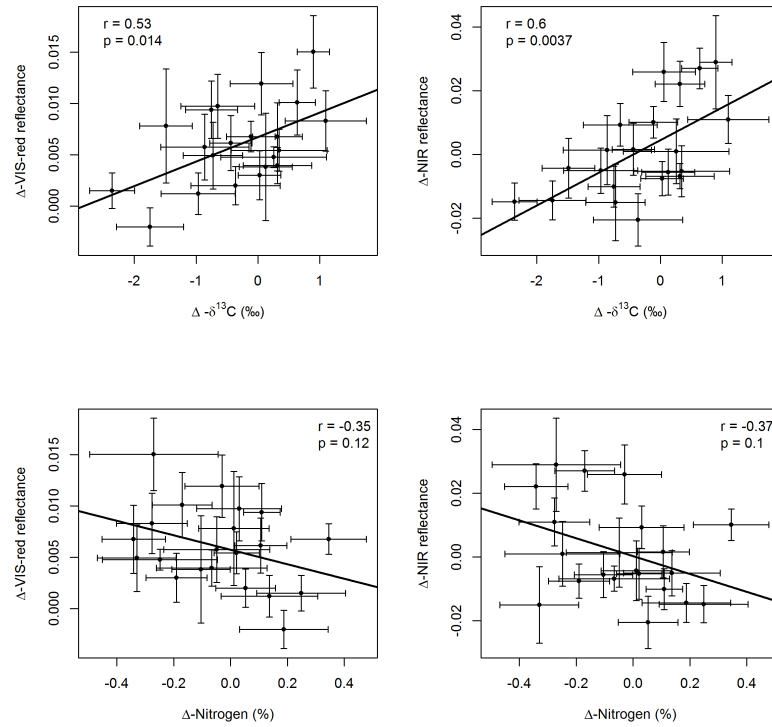 r = 0.53
p = 0.014
0.015
0.010
0.005
0.000
Δ-VIS-red reflectance
-2 -1 0 1
Δ -δ¹³C (‰)
r = 0.6
p = 0.0037
0.04
0.02
0.00
-0.02
Δ-NIR reflectance
-2 -1 0 1
Δ -δ¹³C (‰)
r = -0.35
p = 0.12
0.015
0.010
0.005
0.000
Δ-VIS-red reflectance
-0.4 -0.2 0.0 0.2 0.4
Δ-Nitrogen (%)
r = -0.37
p = 0.1
0.04
0.02
0.00
-0.02
Δ-NIR reflectance
-0.4 -0.2 0.0 0.2 0.4
Δ-Nitrogen (%)